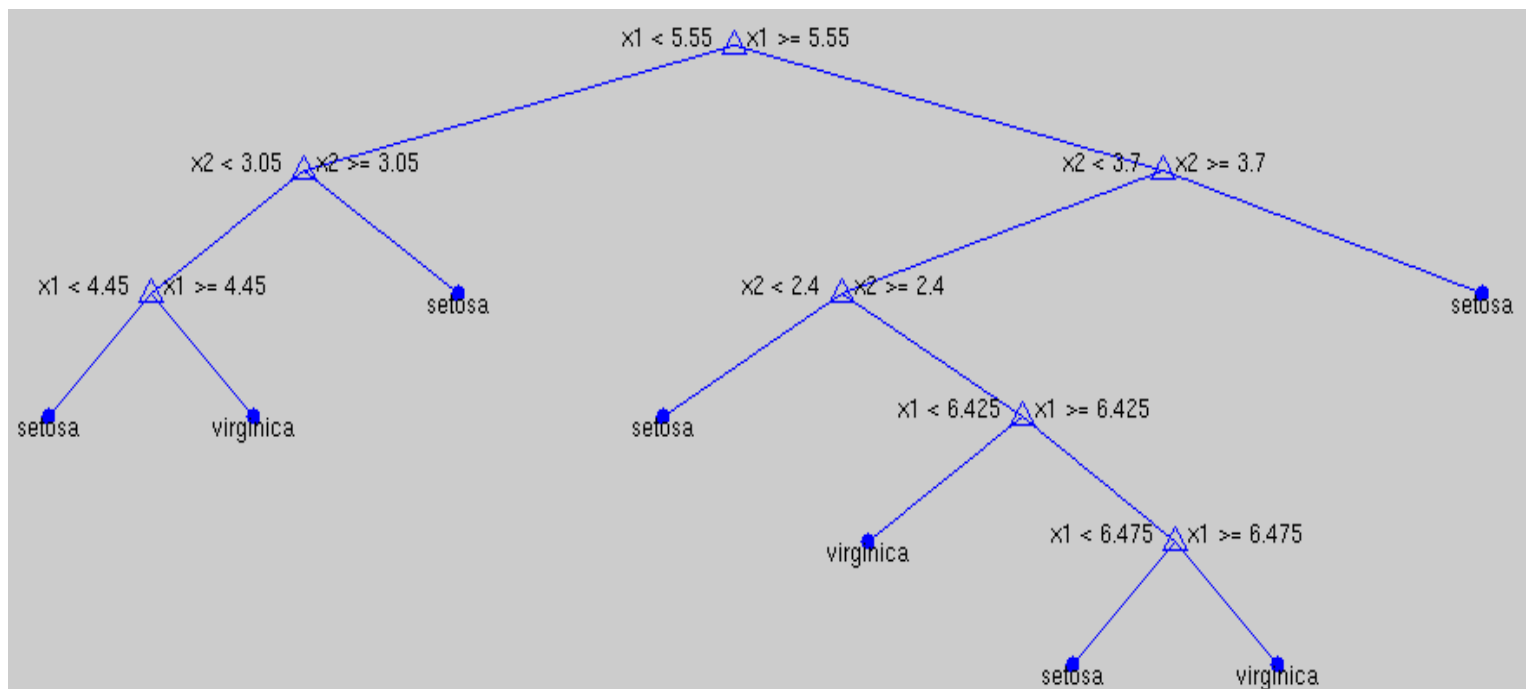 x1 < 5.55 x1 >= 5.55
x2 < 3.05 x2 >= 3.05 x2 < 3.7 x2 >= 3.7
x1 < 4.45 x1 >= 4.45 setosa x2 < 2.4 x2 >= 2.4 setosa
setosa virginica setosa x1 < 6.425 x1 >= 6.425
virginica x1 < 6.475 x1 >= 6.475
setosa virginica